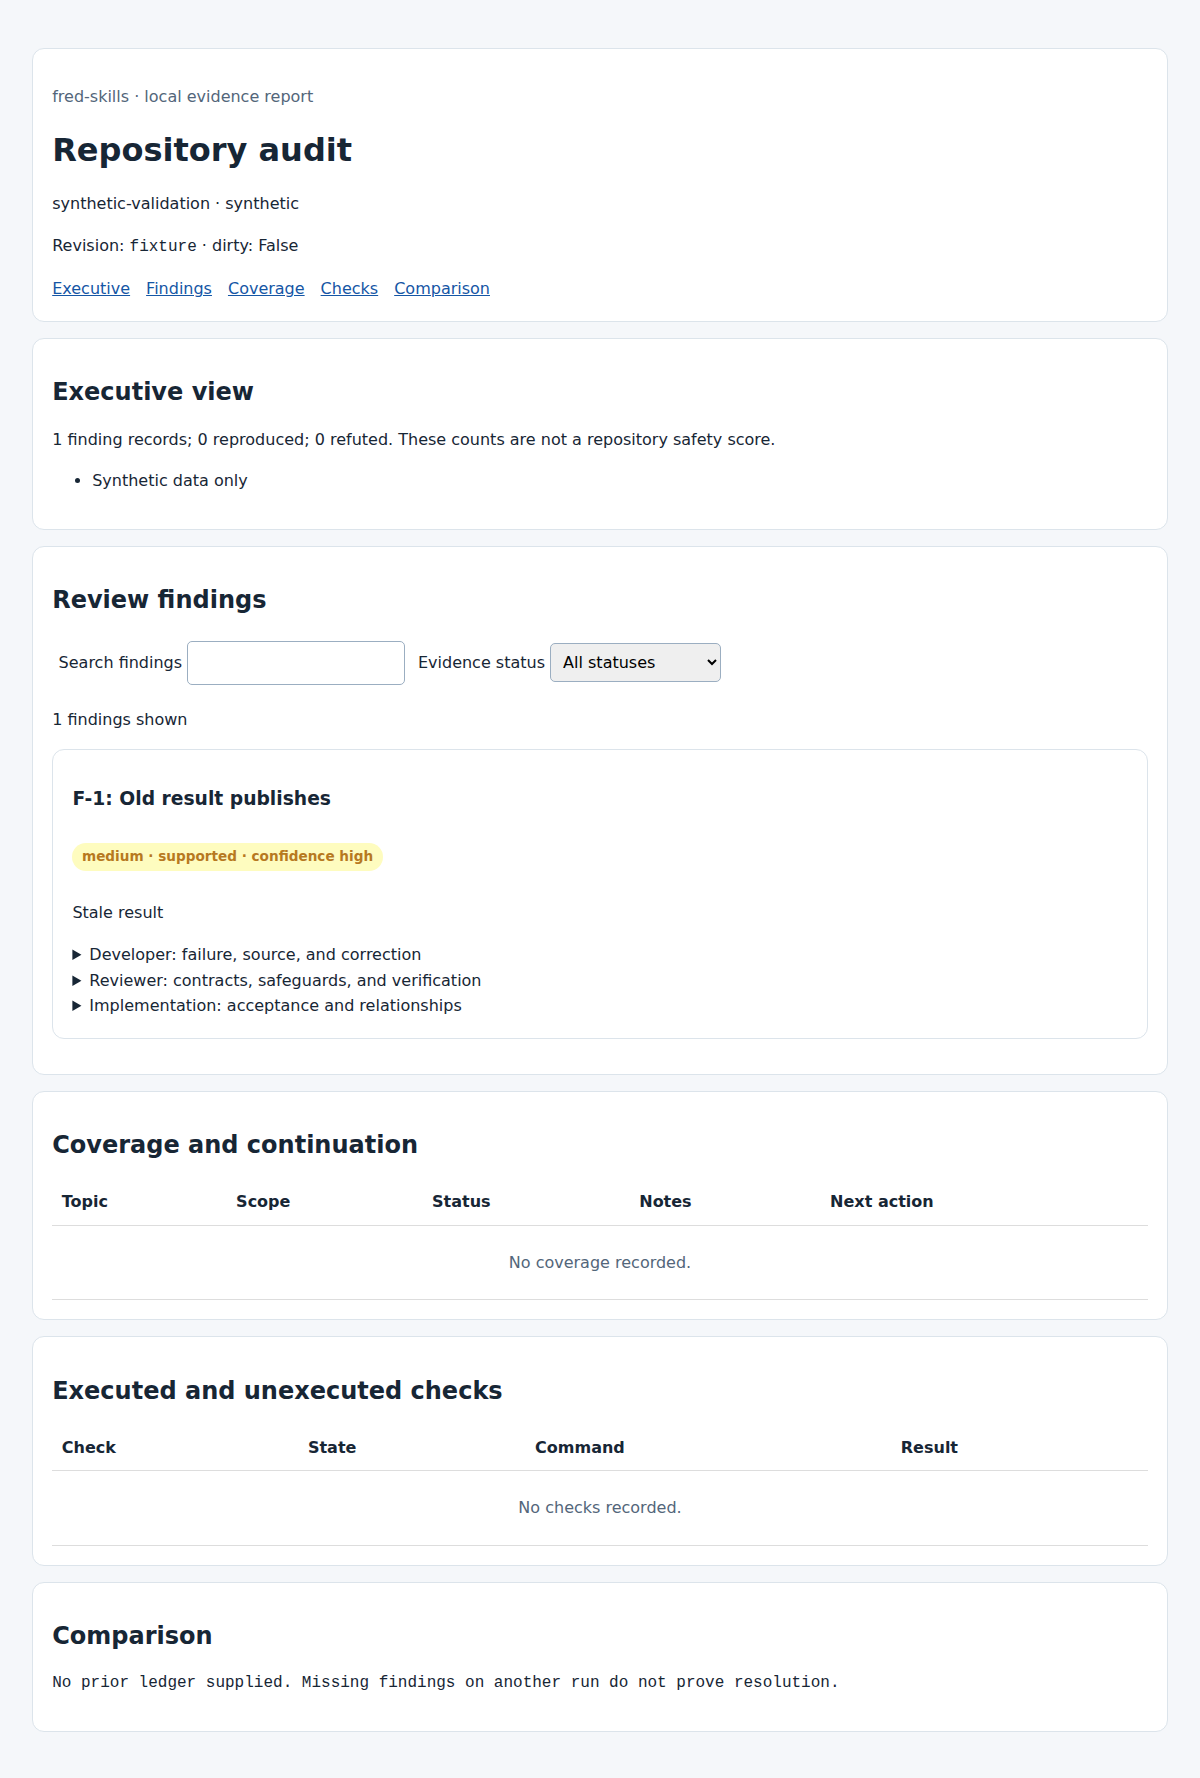 fred-skills · local evidence report
Repository audit
synthetic-validation · synthetic
Revision: fixture · dirty: False
Executive Findings Coverage Checks Comparison
Executive view
1 finding records; 0 reproduced; 0 refuted. These counts are not a repository safety score.
• Synthetic data only
Review findings
Search findings Evidence status All statuses
1 findings shown
F-1: Old result publishes
medium · supported · confidence high
Stale result
Developer: failure, source, and correction
Reviewer: contracts, safeguards, and verification
Implementation: acceptance and relationships
Coverage and continuation
Topic Scope Status Notes Next action
No coverage recorded.
Executed and unexecuted checks
Check State Command Result
No checks recorded.
Comparison
No prior ledger supplied. Missing findings on another run do not prove resolution.